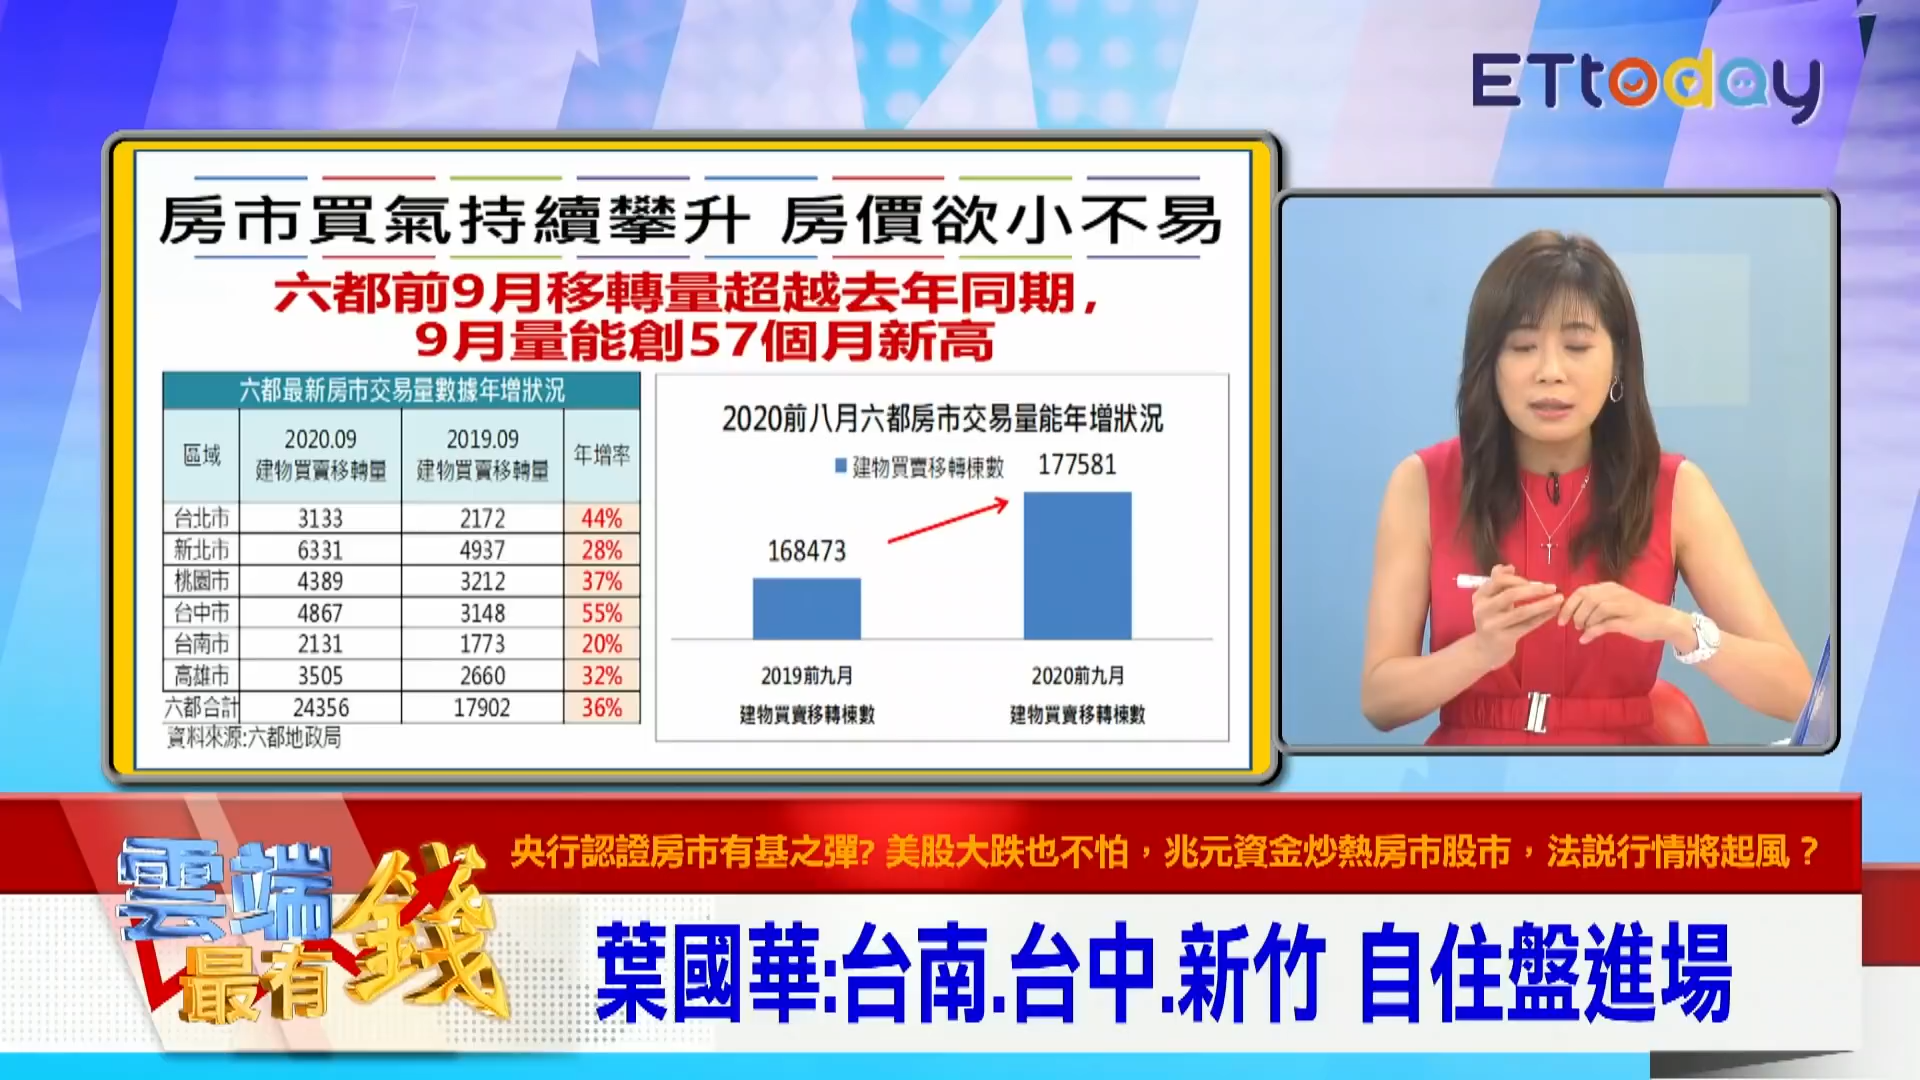 ETtoday
房市買氣持續攀升 房價欲小不易
六都前9月移轉量超越去年同期,
9月量能創57個月新高
六都最新房市交易量數據年增狀況
區域 2020.09 建物買賣移轉量 2019.09 建物買賣移轉量 年增率
台北市 3133 2172 44%
新北市 6331 4937 28%
桃園市 4389 3212 37%
台中市 4867 3148 55%
台南市 2131 1773 20%
高雄市 3505 2660 32%
六都合計 24356 17902 36%
資料來源:六都地政局
2020前八月六都房市交易量能年增狀況
建物買賣移轉棟數
168473
177581
2019前九月
建物買賣移轉棟數
2020前九月
建物買賣移轉棟數
雲端
最有錢
央行認證房市有基之彈? 美股大跌也不怕，兆元資金炒熱房市股市，法説行情將起風？
葉國華:台南.台中.新竹 自住盤進場